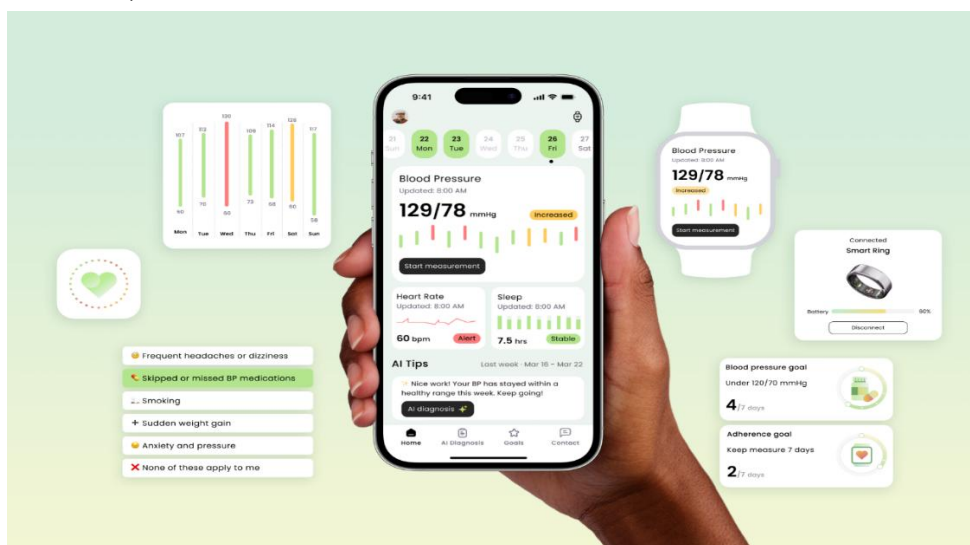 107
112
130
109
114
126
117
60
73
58
60
58
Mon Tue Wed Thu Fri Sat Sun
Frequent headaches or dizziness
Skipped or missed BP medications
Smoking
+ Sudden weight gain
Anxiety and pressure
None of these apply to me
9:41
21 22 23 24 25 26 27
Sun Mon Tue Wed Thu Fri Sat
Blood Pressure
Updated: 8:00 AM
129/78 mmHg
Increased
Start measurement
Heart Rate
Updated: 8:00 AM
60 bpm
Alert
Sleep
Updated: 8:00 AM
7.5 hrs
Stable
AI Tips
Last week · Mar 16 – Mar 22
Nice work! Your BP has stayed within a
healthy range this week. Keep going!
AI diagnosis
Home AI Diagnosis Goals Contact
Blood Pressure
Updated: 8:00 AM
129/78 mmHg
Increased
Start measurement
Connected
Smart Ring
Battery
Disconnect
Blood pressure goal
Under 120/70 mmHg
4/7 days
Adherence goal
Keep measure 7 days
2/7 days